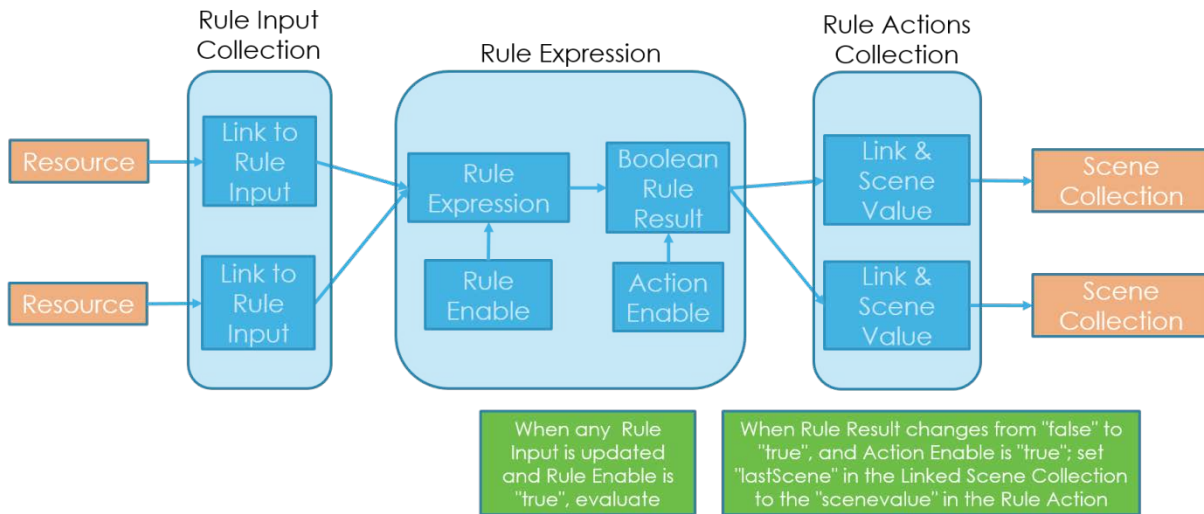 Rule Input
Collection
Rule Expression
Rule Actions
Collection
Resource
Link to
Rule
Input
Rule
Expression
Boolean
Rule
Result
Link &
Scene
Value
Scene
Collection
Resource
Link to
Rule
Input
Rule
Enable
Action
Enable
Link &
Scene
Value
Scene
Collection
When any Rule
Input is updated
and Rule Enable is
"true", evaluate
When Rule Result changes from "false" to
"true", and Action Enable is "true"; set
"lastScene" in the Linked Scene Collection
to the "scenevalue" in the Rule Action